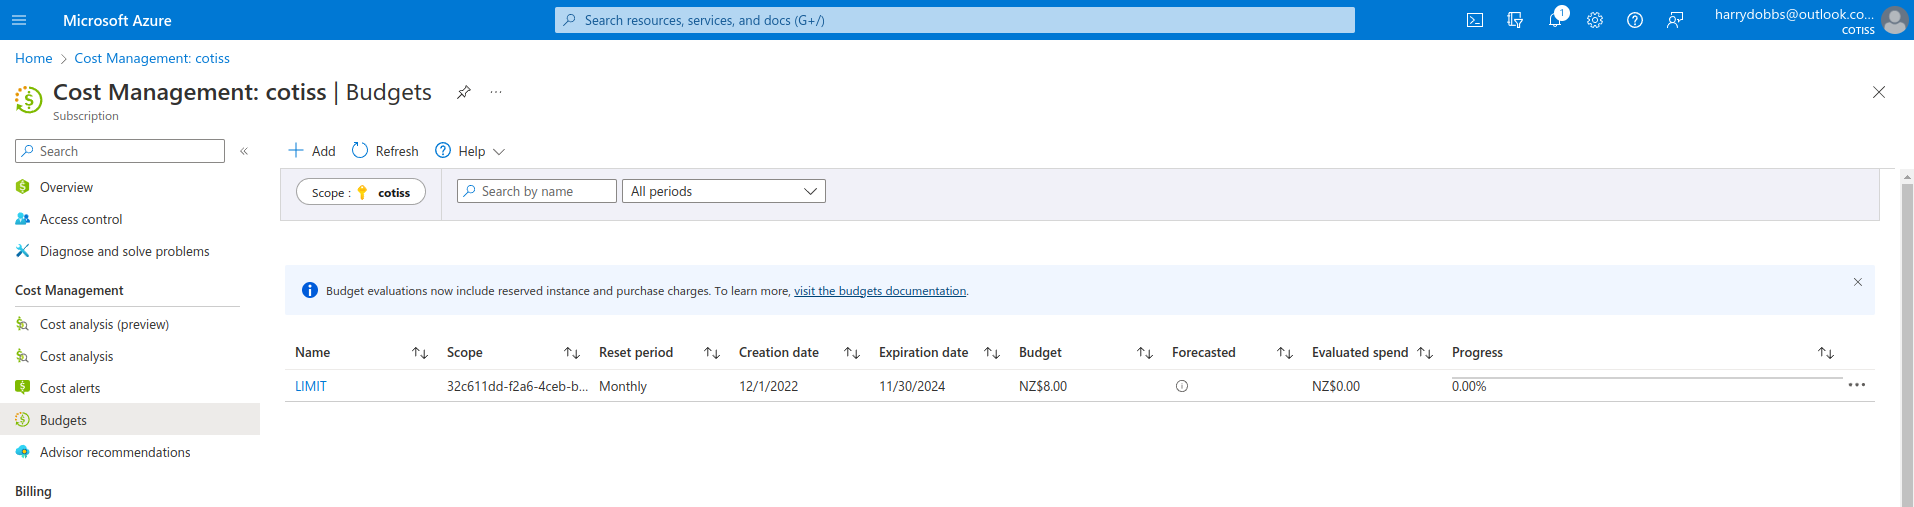 Microsoft Azure
Search resources, services, and docs (G+/)
1
harrydobbs@outlook.co...
COTISS
Home > Cost Management: cotiss
Cost Management: cotiss | Budgets ...
Subscription
Search «
Add Refresh Help
Overview
Scope : cotiss Search by name All periods
Access control
Diagnose and solve problems
Cost Management
Budget evaluations now include reserved instance and purchase charges. To learn more, visit the budgets documentation.
Cost analysis (preview)
Cost analysis
Cost alerts
Budgets
Advisor recommendations
Billing
Name Scope Reset period Creation date Expiration date Budget Forecasted Evaluated spend Progress
LIMIT 32c611dd-f2a6-4ceb-b... Monthly 12/1/2022 11/30/2024 NZ$8.00 NZ$0.00 0.00% ...